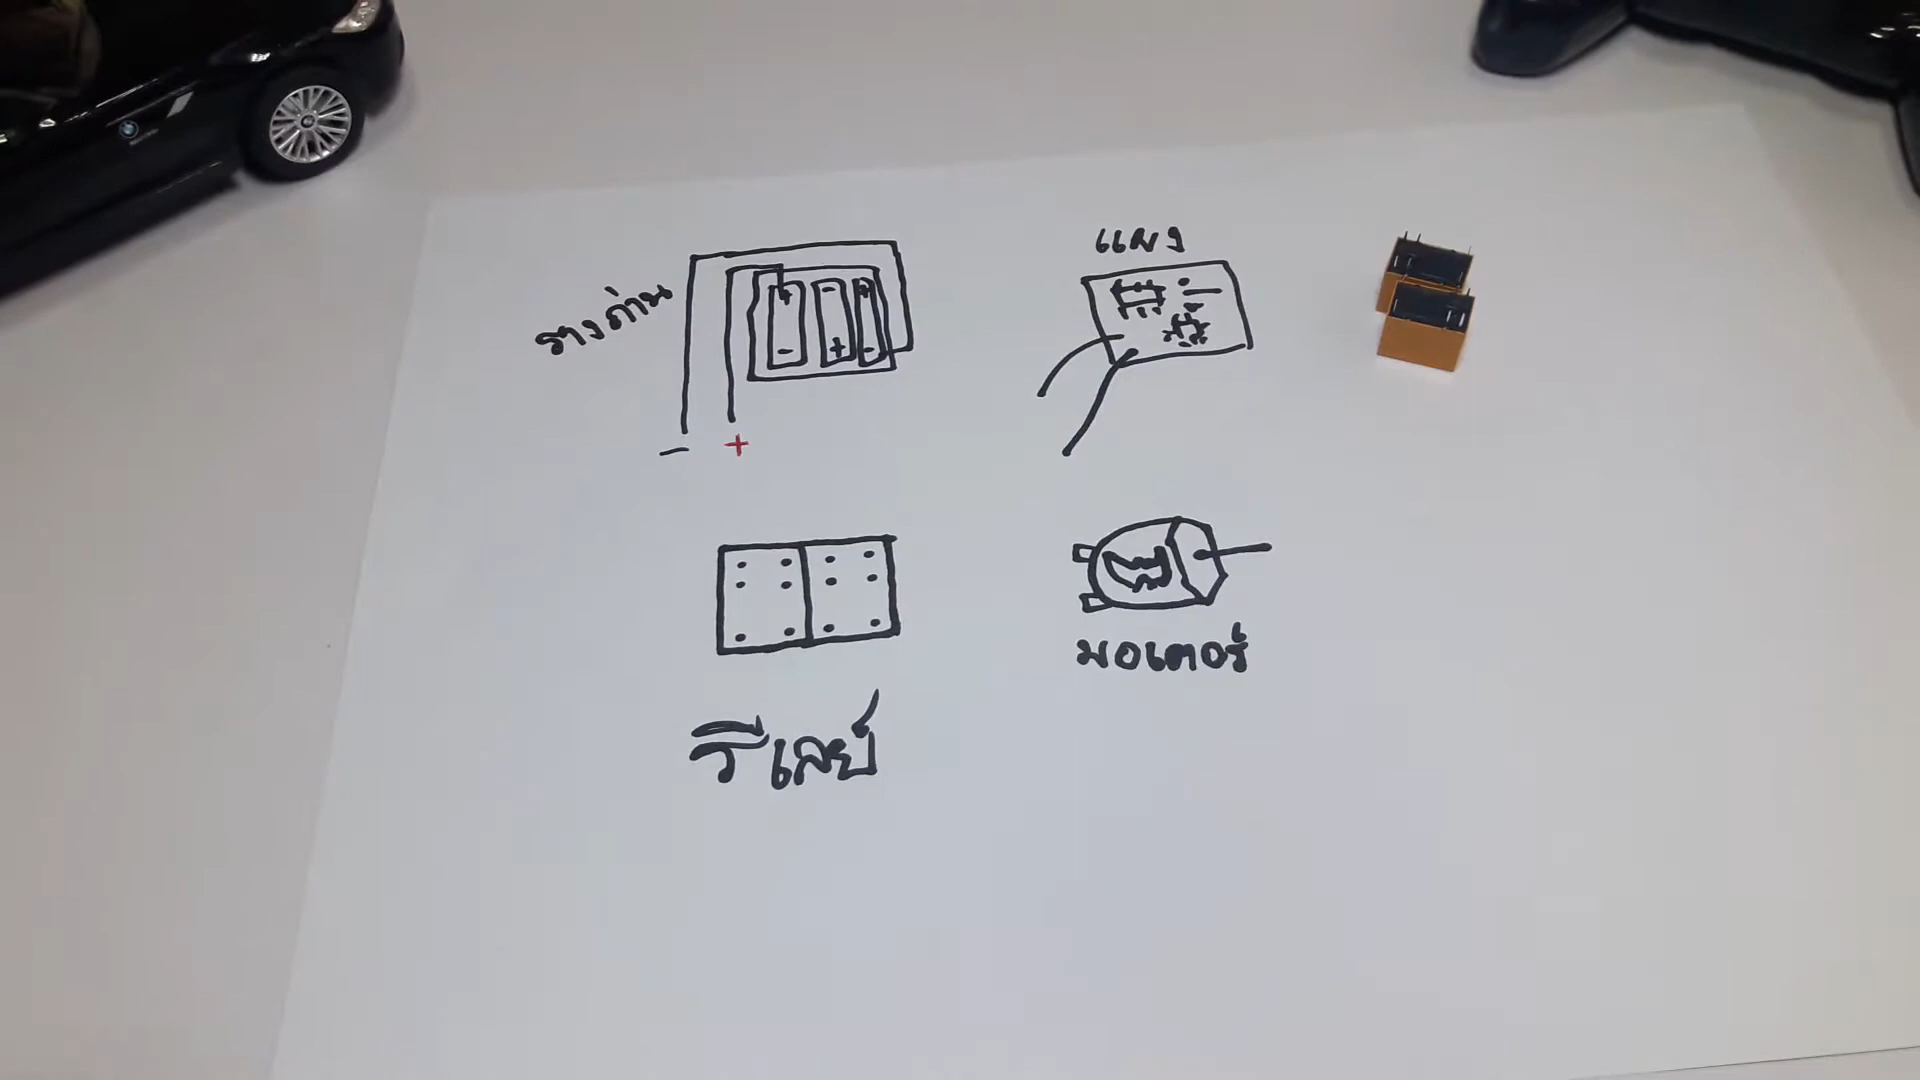 แผง
รางถ่าน
+ - +
- + -
- +
มอเตอร์
รีเลย์